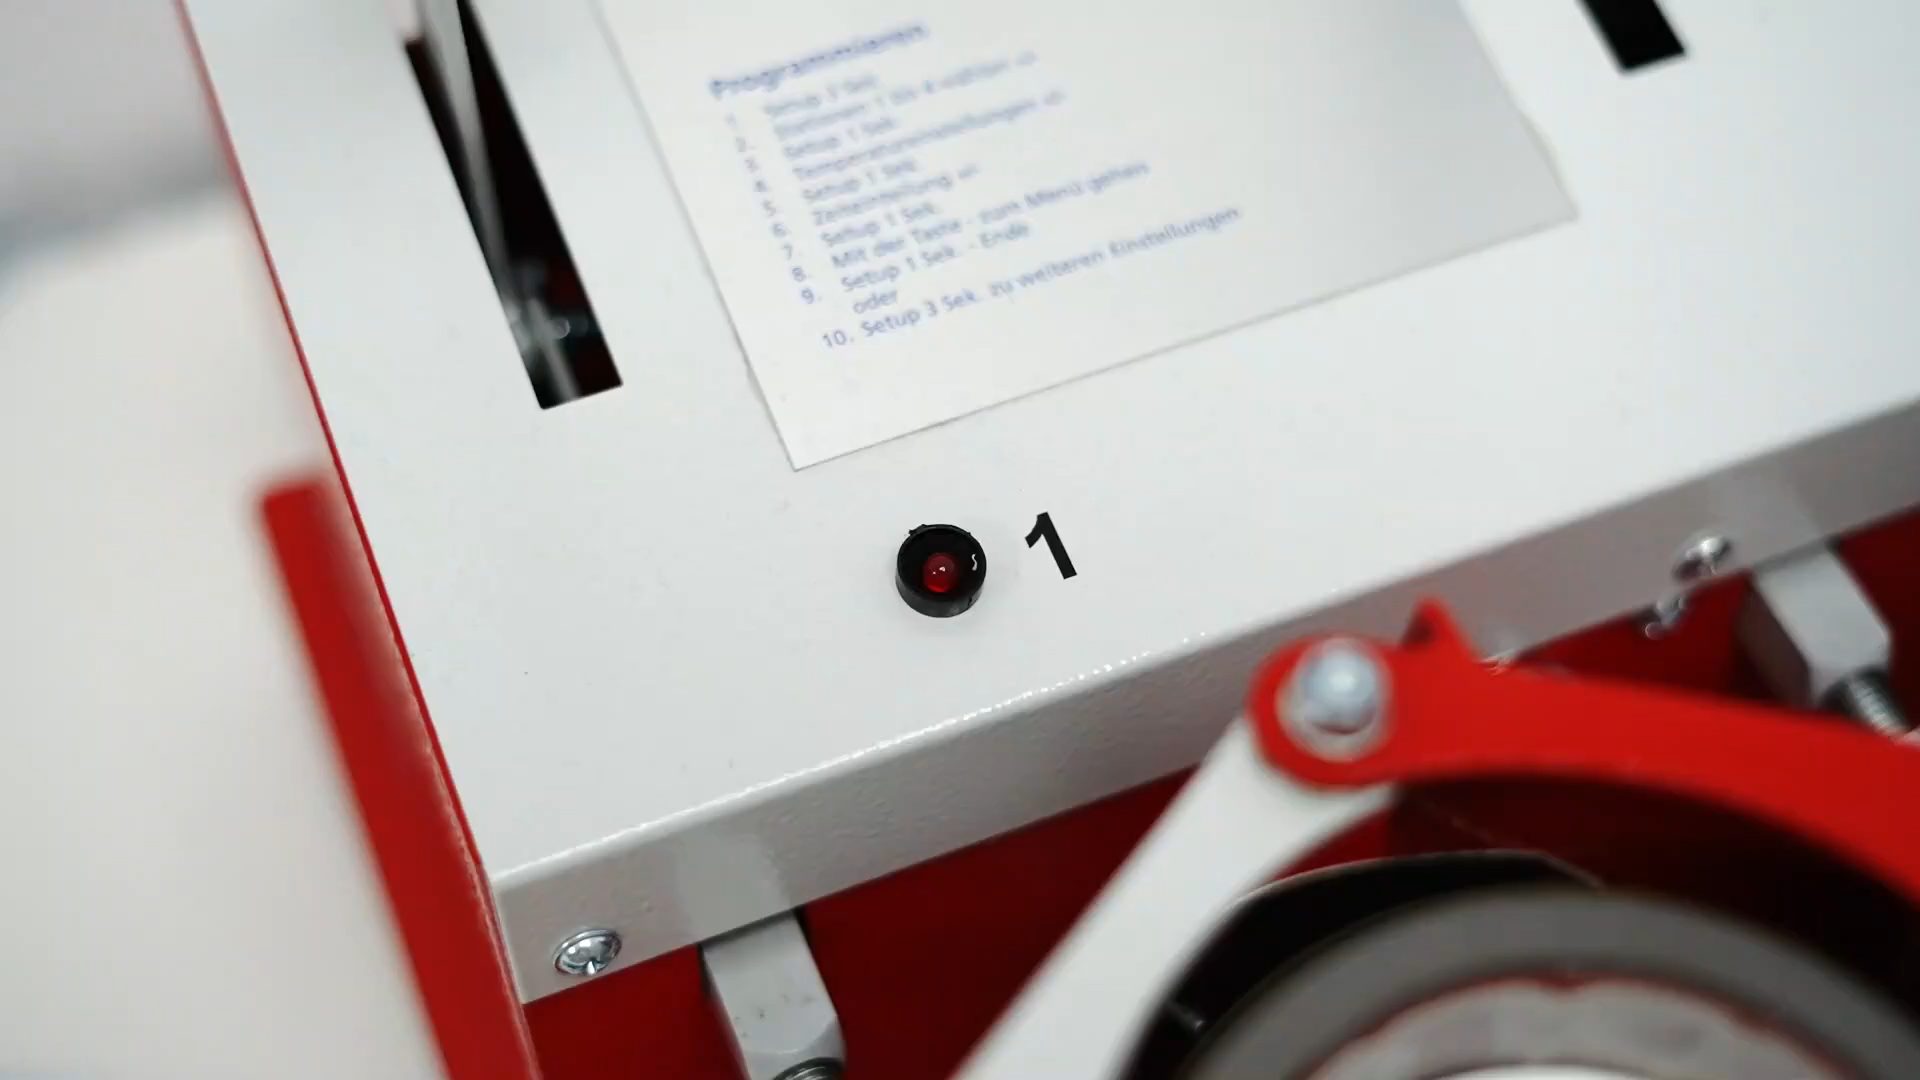 Programmieren
1. Setup 3 Sek.
2. Stationen 1 bis 4 wählen +/-
3. Setup 1 Sek.
4. Temperatureinstellungen +/-
5. Setup 1 Sek.
6. Zeiteinstellung +/-
7. Setup 1 Sek.
8. Mit der Taste - zum Menü gehen
9. Setup 1 Sek. - Ende
oder
10. Setup 3 Sek. zu weiteren Einstellungen
1